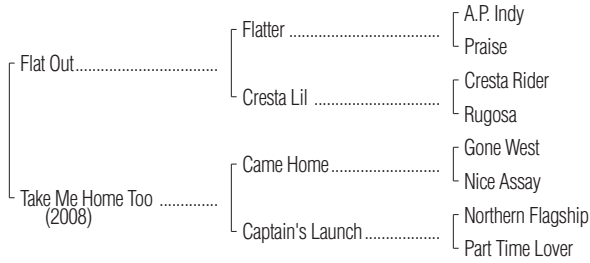 A.P. Indy
Flatter
Praise
Flat Out
Cresta Rider
Cresta Lil
Rugosa
Gone West
Came Home
Nice Assay
Take Me Home Too
(2008)
Northern Flagship
Captain's Launch
Part Time Lover